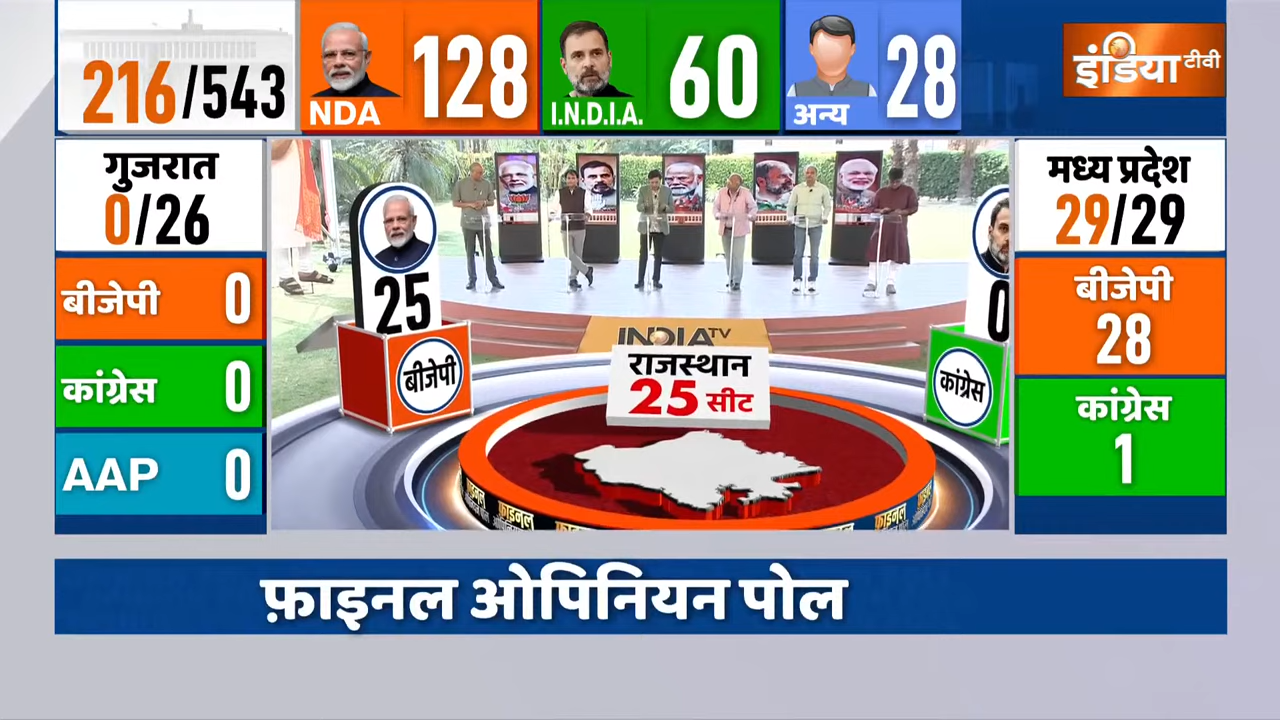 216/543
NDA
128
I.N.D.I.A.
60
अन्य
28
इंडिया टीवी
गुजरात
0/26
बीजेपी 0
कांग्रेस 0
AAP 0
25
बीजेपी
INDIA TV
राजस्थान
25 सीट
0
कांग्रेस
फ़ाइनल
मध्य प्रदेश
29/29
बीजेपी
28
कांग्रेस
1
फ़ाइनल ओपिनियन पोल